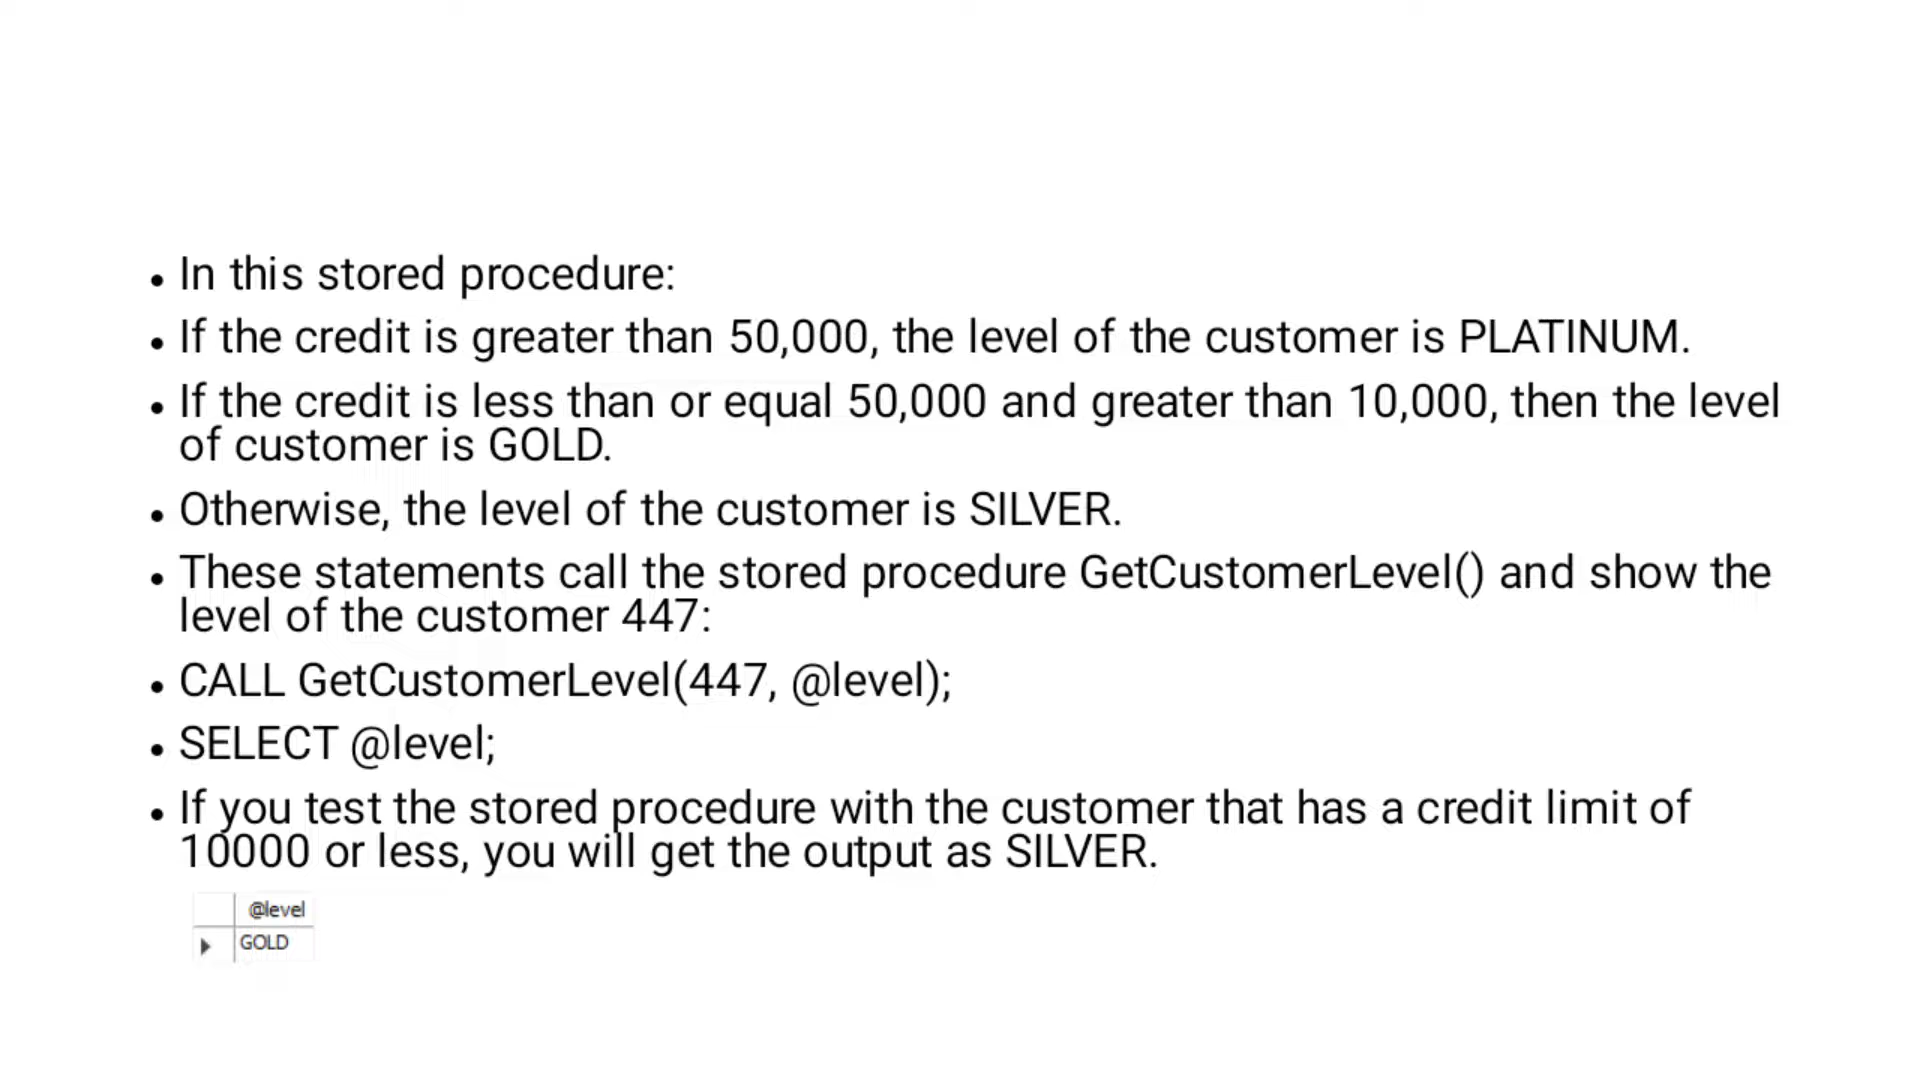 • In this stored procedure:
• If the credit is greater than 50,000, the level of the customer is PLATINUM.
• If the credit is less than or equal 50,000 and greater than 10,000, then the level
of customer is GOLD.
• Otherwise, the level of the customer is SILVER.
• These statements call the stored procedure GetCustomerLevel() and show the
level of the customer 447:
• CALL GetCustomerLevel(447, @level);
• SELECT @level;
• If you test the stored procedure with the customer that has a credit limit of
10000 or less, you will get the output as SILVER.
@level
GOLD